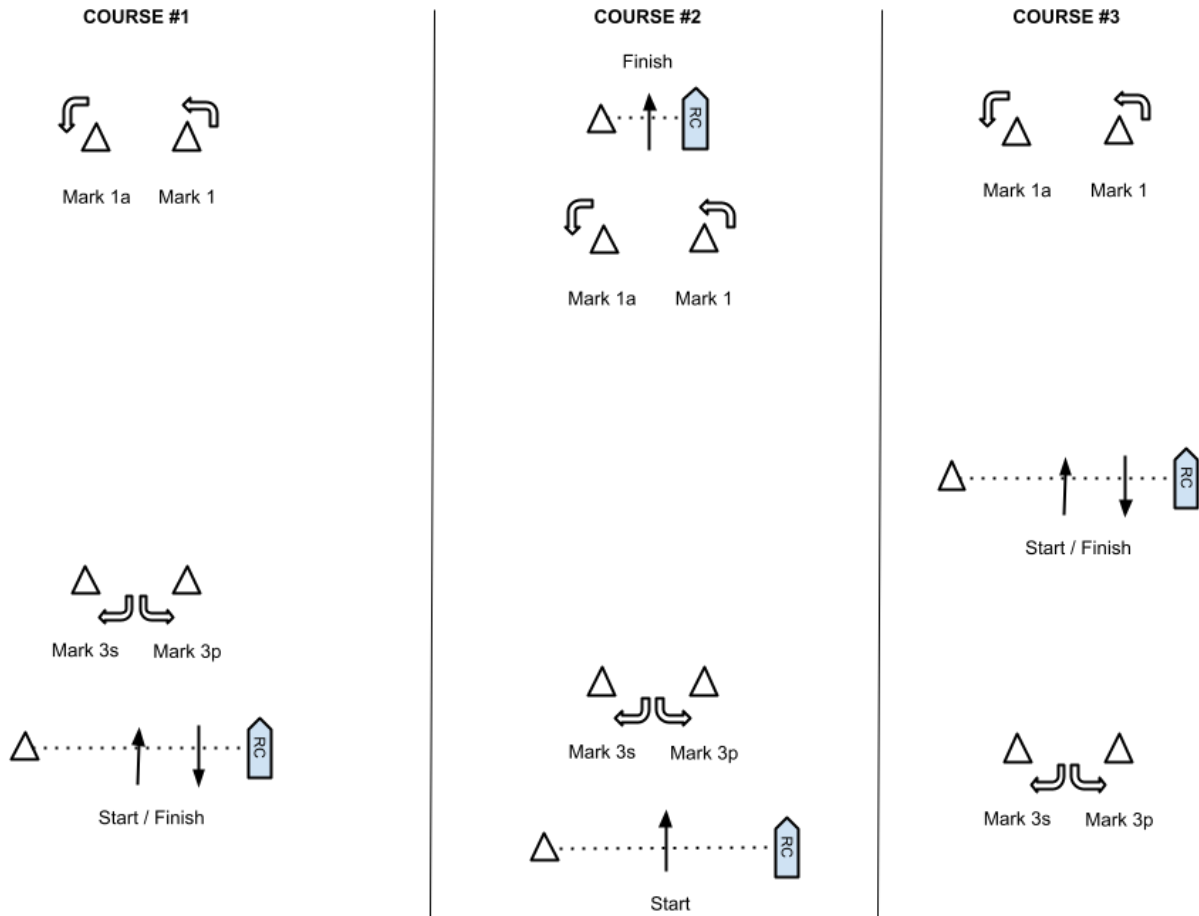 COURSE #1
Mark 1a Mark 1
Mark 3s Mark 3p
RC
Start / Finish
COURSE #2
Finish
RC
Mark 1a Mark 1
Mark 3s Mark 3p
RC
Start
COURSE #3
Mark 1a Mark 1
RC
Start / Finish
Mark 3s Mark 3p